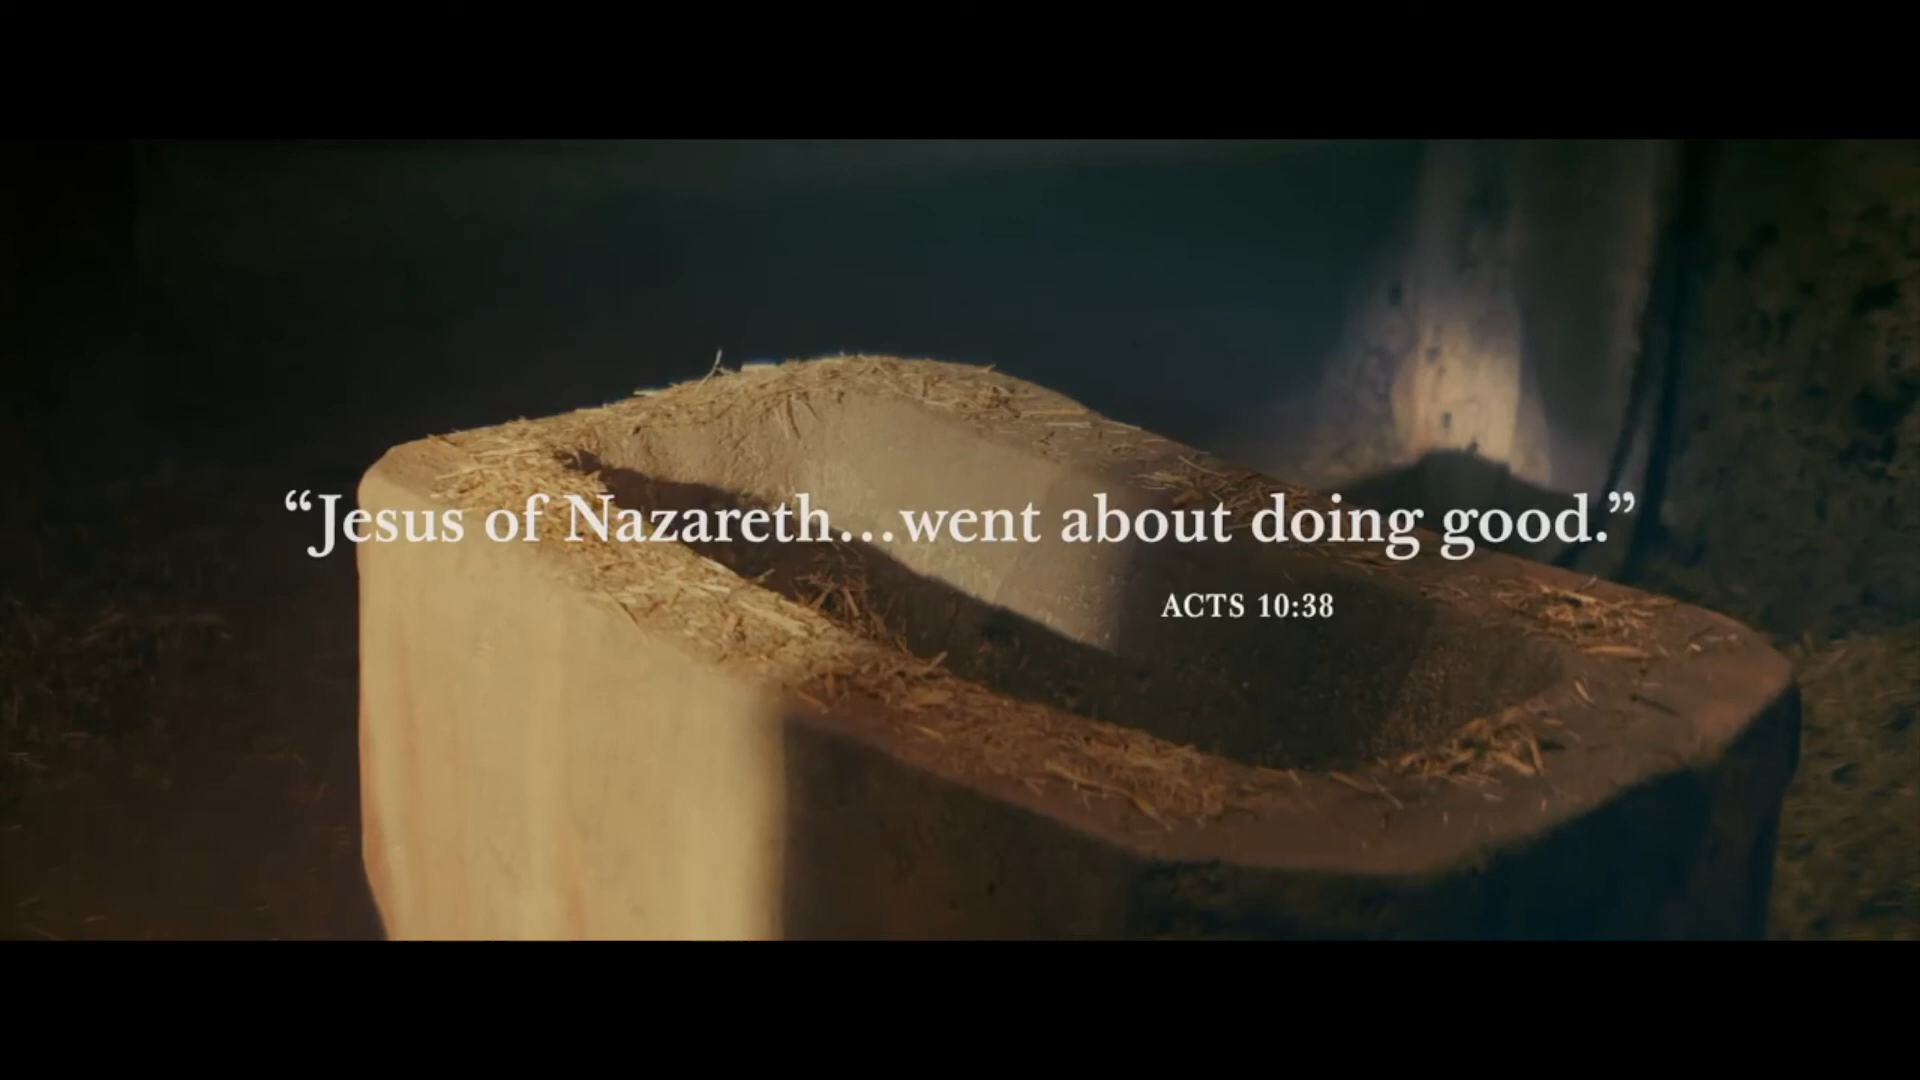 “Jesus of Nazareth...went about doing good.”
ACTS 10:38